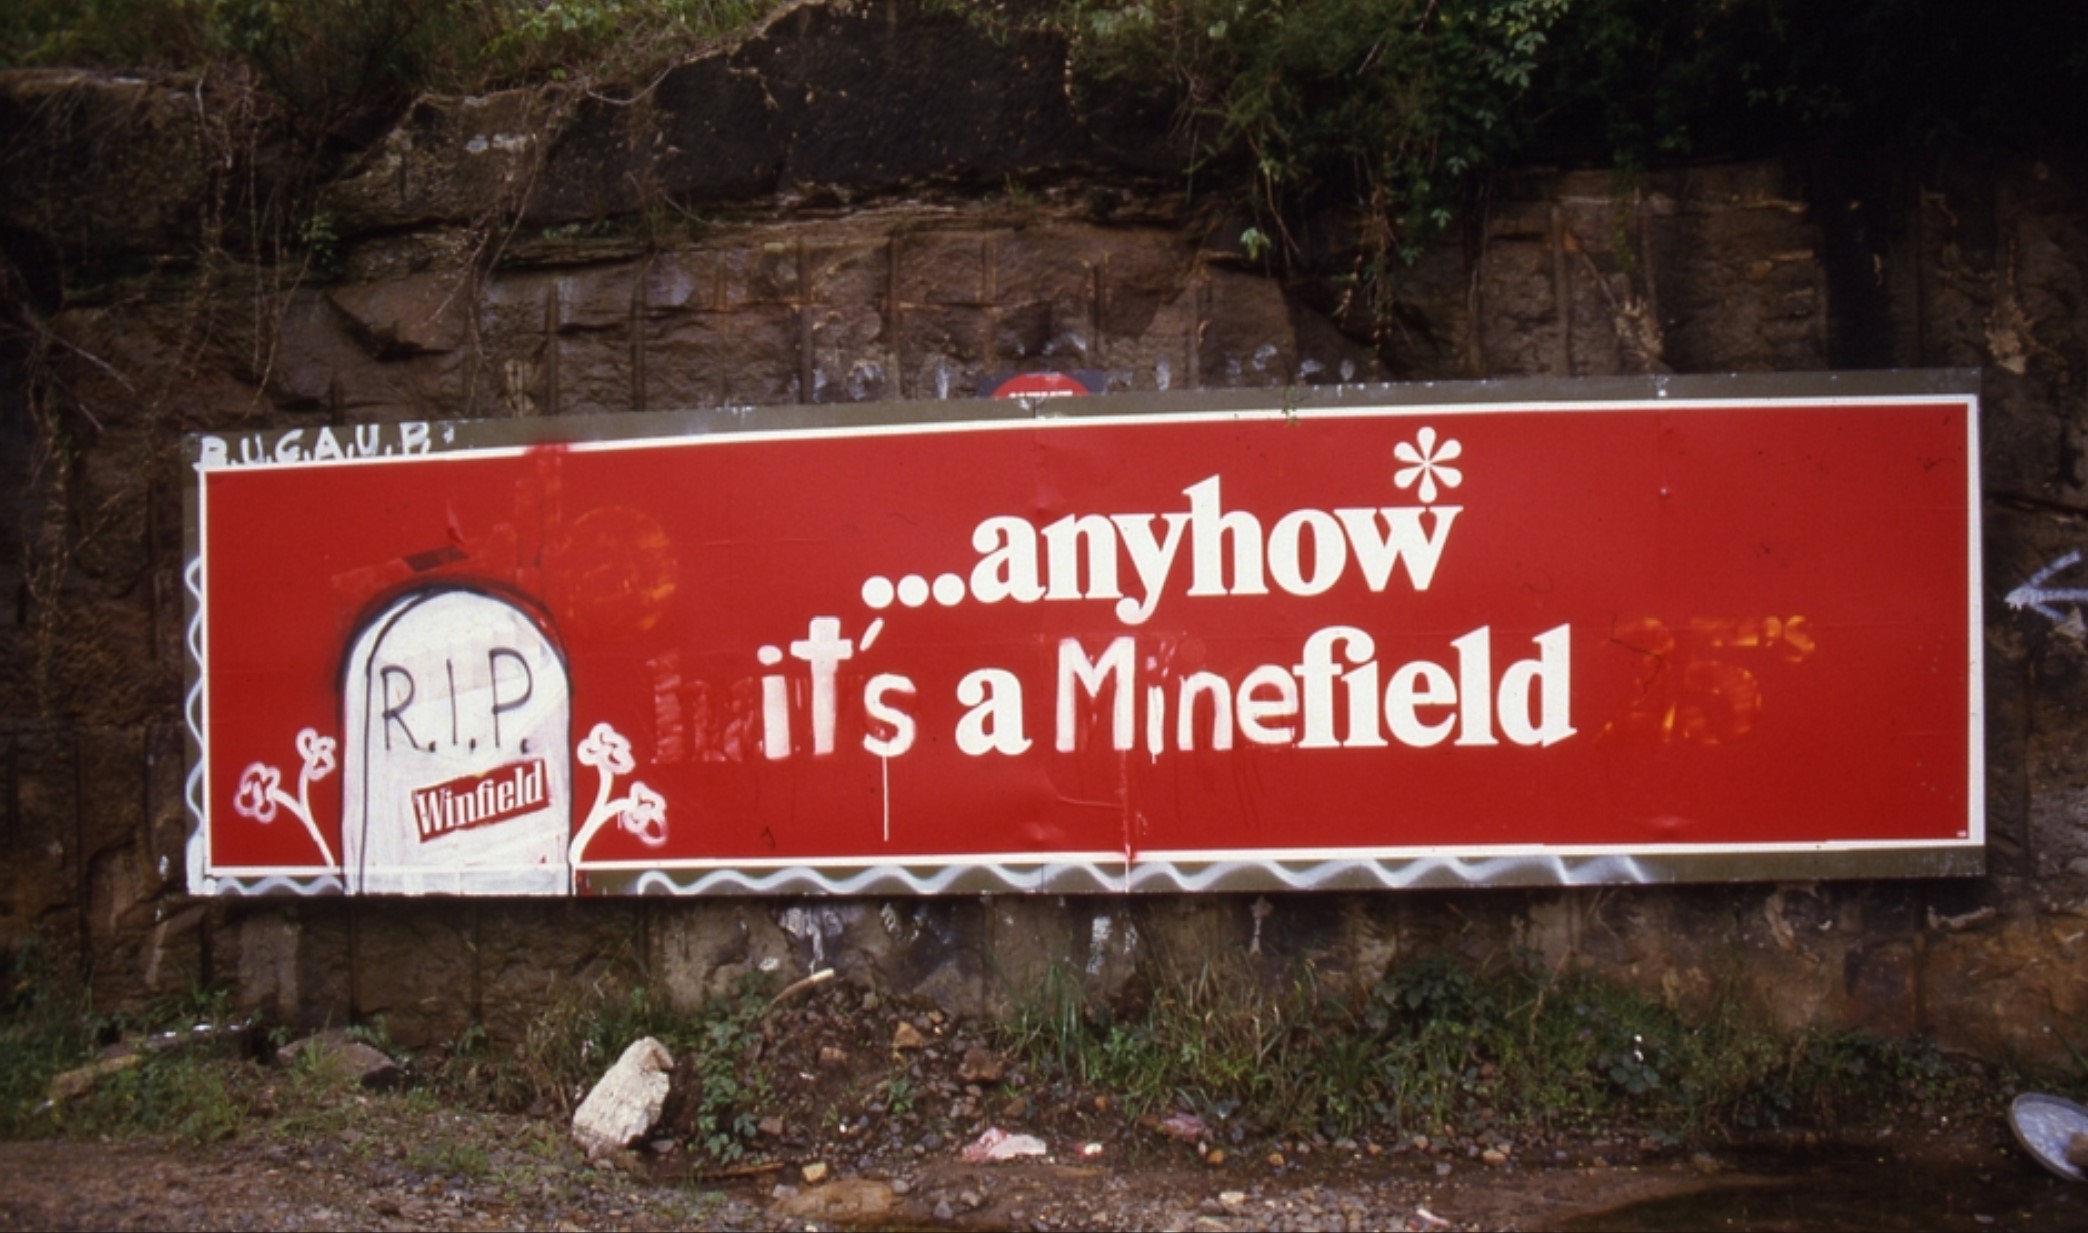 B.U.G.A.U.P.
...anyhow*
it's a Minefield
R.I.P.
Winfield